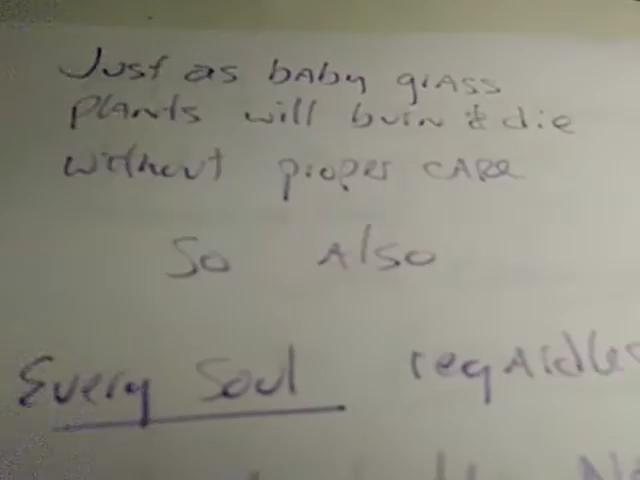 Just as baby grass
plants will burn & die
without proper care
So Also
Every Soul